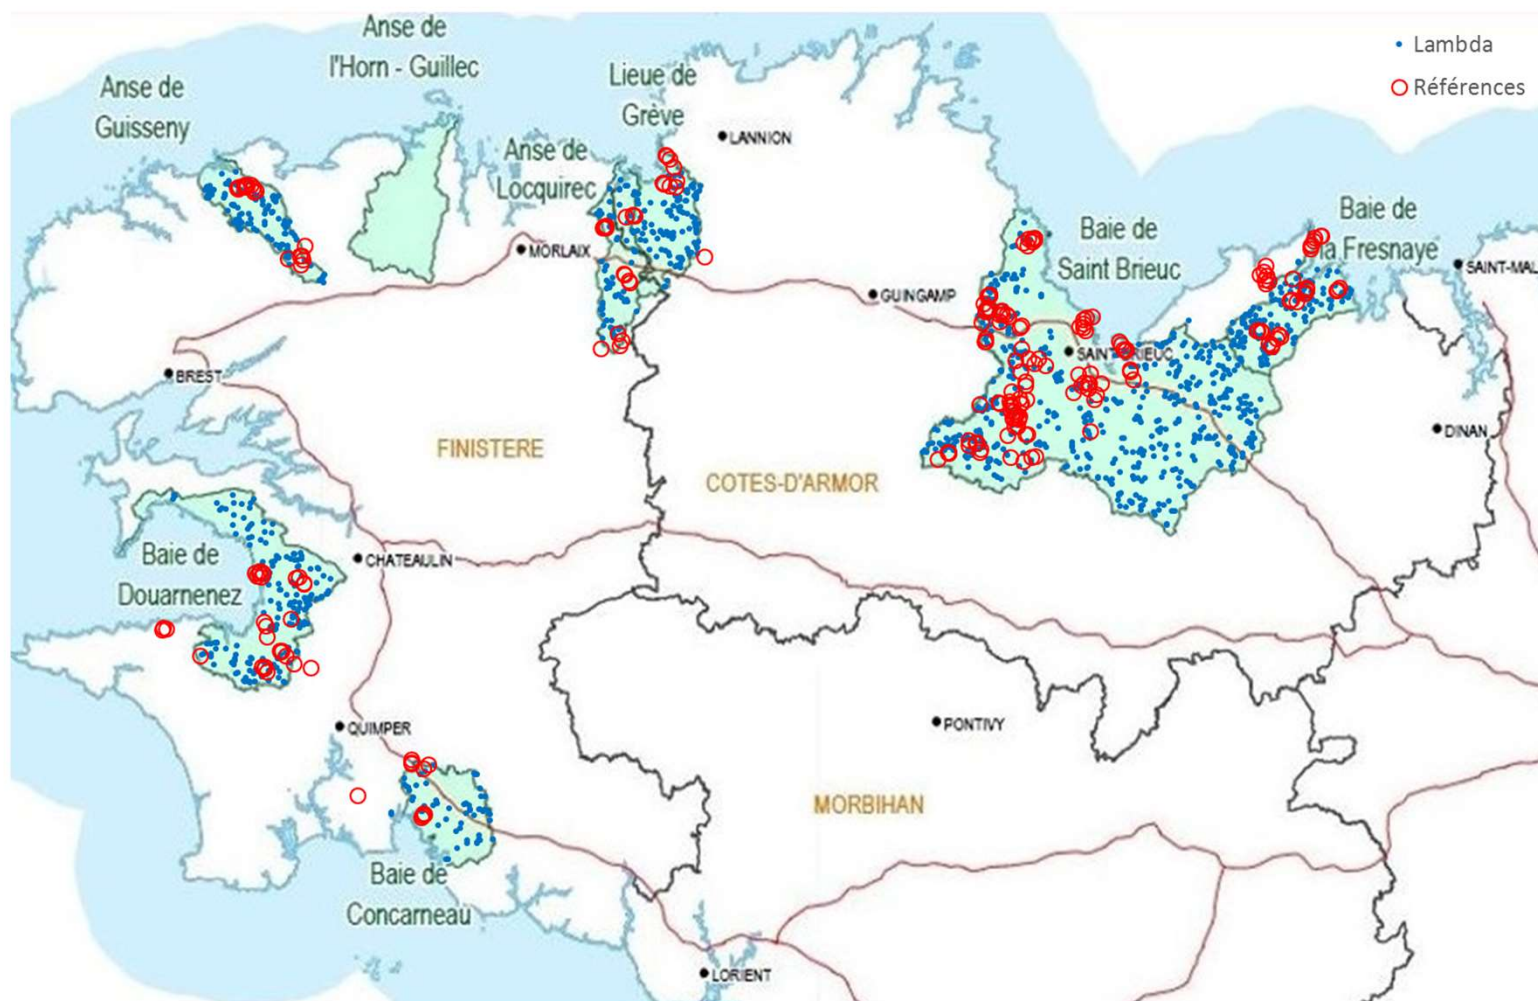 Anse de
l'Horn - Guillec
Lambda
Références
Anse de
Guisseny
Lieue de
Grève
LANNION
Anse de
Locquirec
MORLAIX
Baie de
Saint Brieuc
Baie de
la Fresnaye
SAINT-MAL
GUINGAMP
SAINT-BRIEUC
BREST
DINAN
FINISTERE
COTES-D'ARMOR
Baie de
Douarnenez
CHATEAULIN
QUIMPER
PONTIVY
MORBIHAN
Baie de
Concarneau
LORIENT